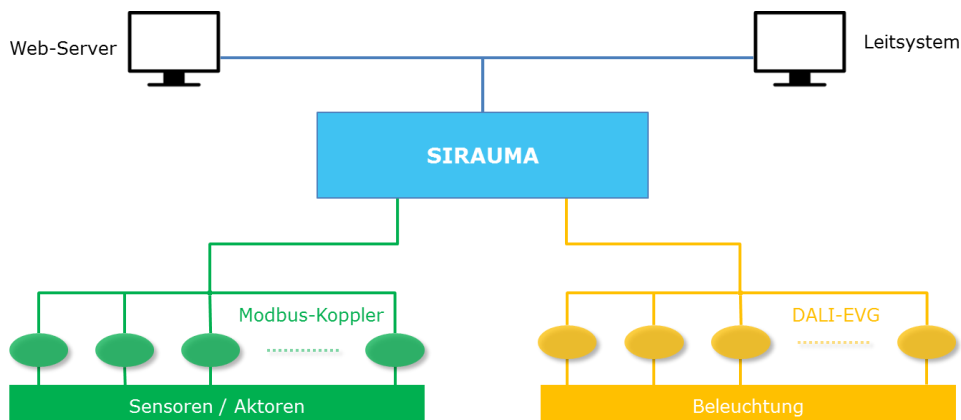 Web-Server
Leitsystem
SIRAUMA
Modbus-Koppler
DALI-EVG
Sensoren / Aktoren
Beleuchtung